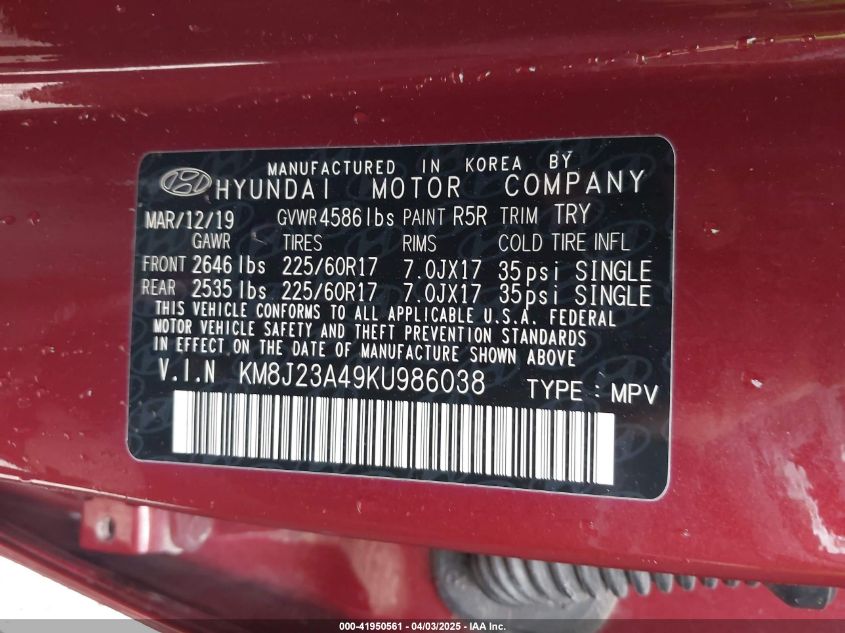 MANUFACTURED IN KOREA BY
HYUNDAI MOTOR COMPANY
MAR/12/19 GVWR 4586 lbs PAINT R5R TRIM TRY
GAWR TIRES RIMS COLD TIRE INFL
FRONT 2646 lbs 225/60R17 7.0JX17 35psi SINGLE
REAR 2535 lbs 225/60R17 7.0JX17 35psi SINGLE
THIS VEHICLE CONFORMS TO ALL APPLICABLE U.S.A. FEDERAL
MOTOR VEHICLE SAFETY AND THEFT PREVENTION STANDARDS
IN EFFECT ON THE DATE OF MANUFACTURE SHOWN ABOVE
V.I.N KM8J23A49KU986038 TYPE : MPV
000-41950561 - 04/03/2025 - IAA Inc.